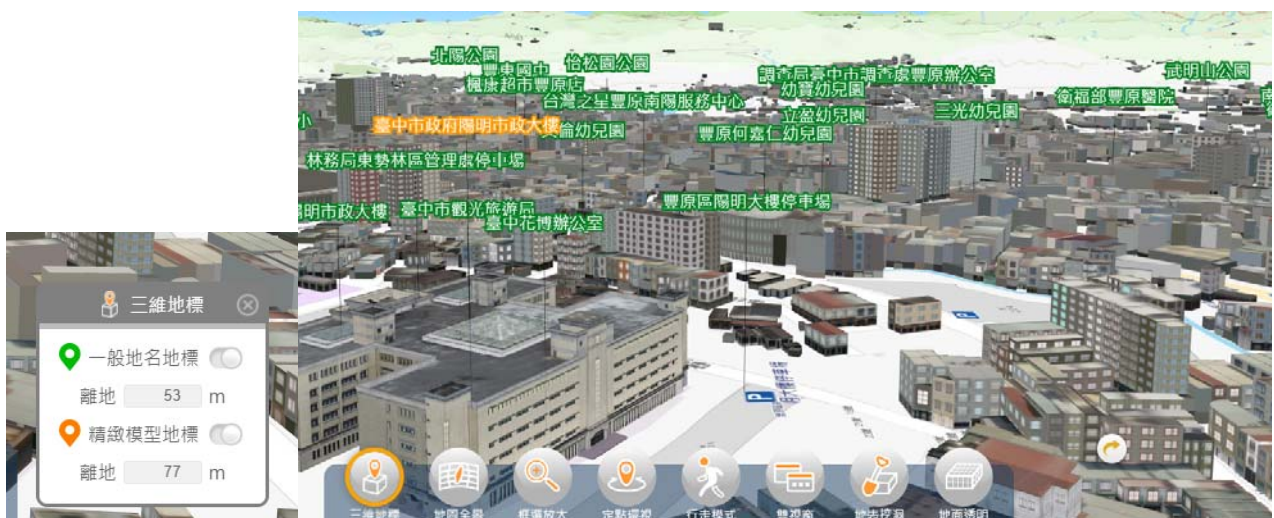 三維地標
一般地名地標
離地 53 m
精緻模型地標
離地 77 m
北陽公園
怡松園公園
豐東國中
楓康超市豐原店
調查局臺中市調查處豐原辦公室
武明山公園
幼寶幼兒園
台灣之星豐原南陽服務中心
衛福部豐原醫院
小
臺中市政府陽明市政大樓
倫幼兒園
立盈幼兒園
三光幼兒園
豐原何嘉仁幼兒園
林務局東勢林區管理處停車場
明市政大樓
臺中市觀光旅遊局
豐原區陽明大樓停車場
臺中花博辦公室
P
P
三維地標
地圖全景
框選放大
定點環視
行走模式
雙視窗
地表挖洞
地面透明